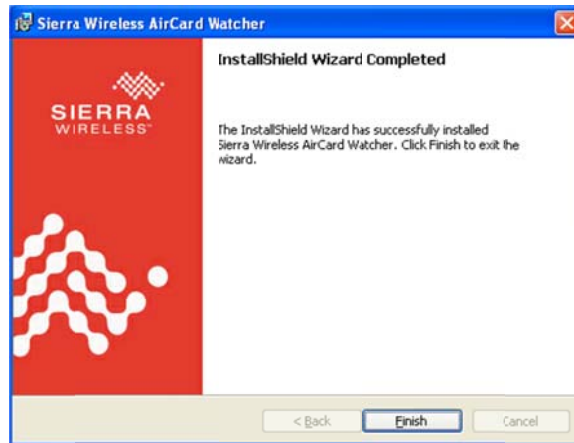 Sierra Wireless AirCard Watcher
SIERRA
WIRELESS™
InstallShield Wizard Completed
The InstallShield Wizard has successfully installed
Sierra Wireless AirCard Watcher. Click Finish to exit the
wizard.
< Back
Finish
Cancel